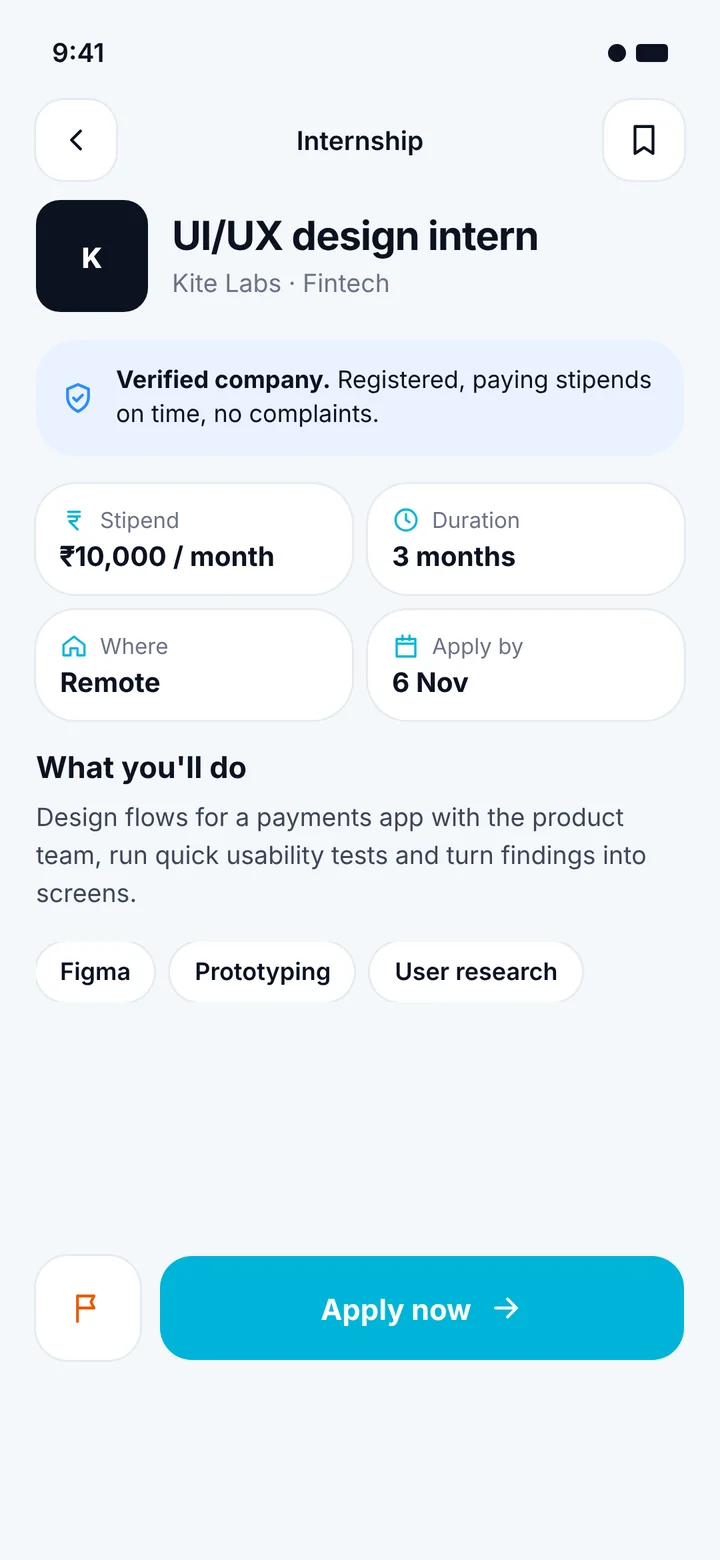 9:41
Internship
K
UI/UX design intern
Kite Labs · Fintech
Verified company. Registered, paying stipends
on time, no complaints.
Stipend
₹10,000 / month
Duration
3 months
Where
Remote
Apply by
6 Nov
What you'll do
Design flows for a payments app with the product
team, run quick usability tests and turn findings into
screens.
Figma
Prototyping
User research
Apply now